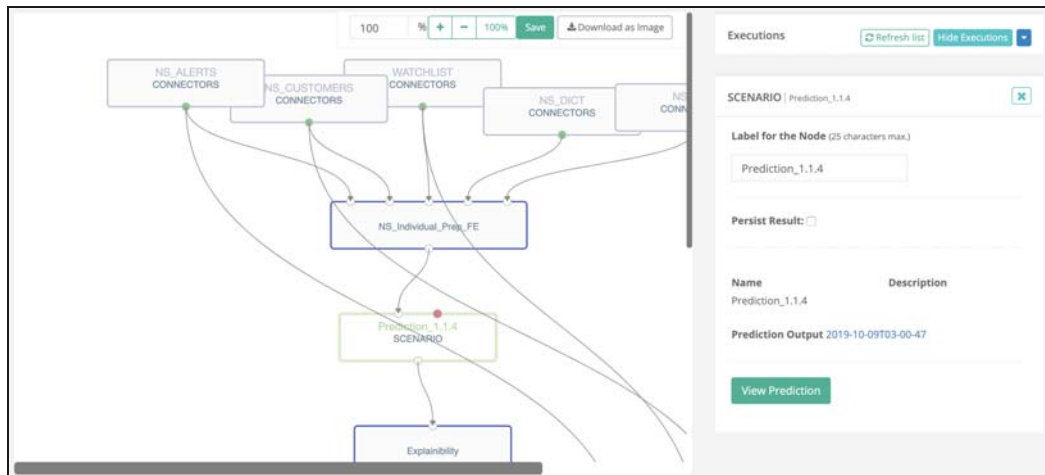 100 % + − 100% Save Download as Image
NS_ALERTS
CONNECTORS
NS_CUSTOMERS
CONNECTORS
WATCHLIST
CONNECTORS
NS_DICT
CONNECTORS
NS
CONN
NS_Individual_Prep_FE
Prediction_1.1.4
SCENARIO
Explainibility
Executions Refresh list Hide Executions
SCENARIO | Prediction_1.1.4
Label for the Node (25 characters max.)
Prediction_1.1.4
Persist Result:
Name Description
Prediction_1.1.4
Prediction Output 2019-10-09T03-00-47
View Prediction